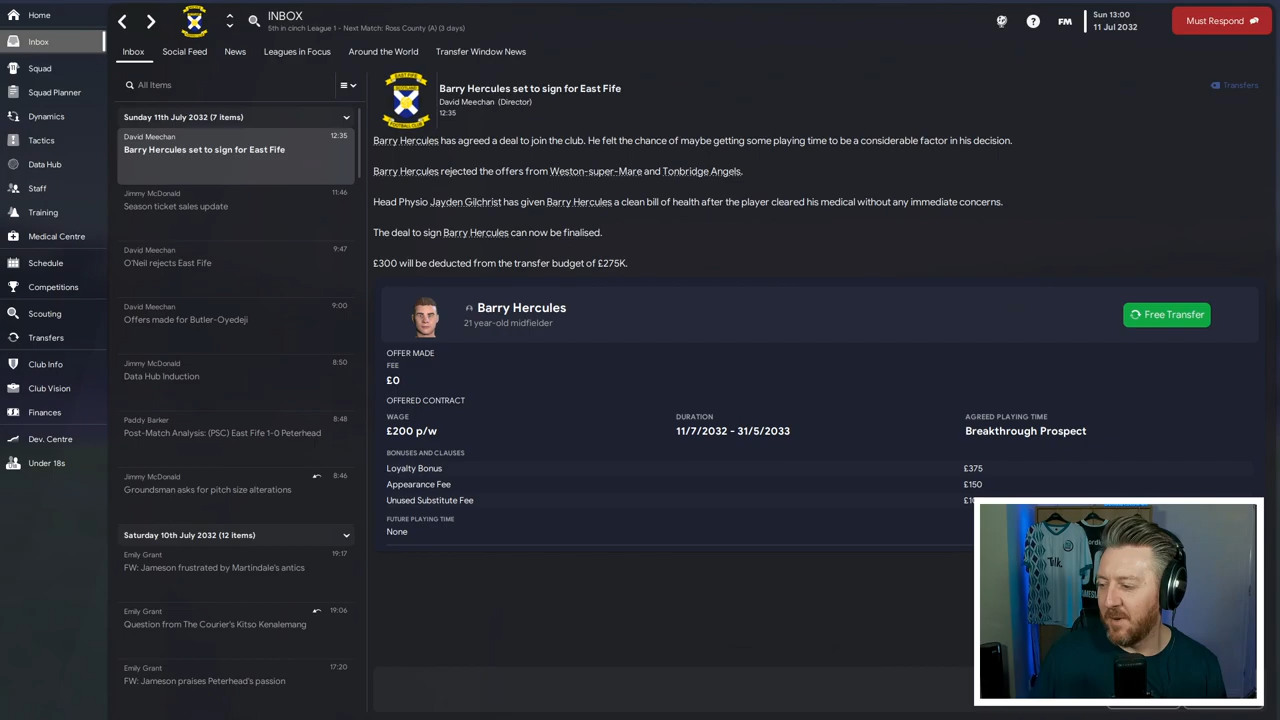 Home
Inbox
Squad
Squad Planner
Dynamics
Tactics
Data Hub
Staff
Training
Medical Centre
Schedule
Competitions
Scouting
Transfers
Club Info
Club Vision
Finances
Dev. Centre
Under 18s
INBOX
5th in cinch League 1 - Next Match: Ross County (A) (3 days)
FM
Sun 13:00
11 Jul 2032
Must Respond
Inbox
Social Feed
News
Leagues in Focus
Around the World
Transfer Window News
All Items
Sunday 11th July 2032 (7 items)
David Meechan
12:35
Barry Hercules set to sign for East Fife
Jimmy McDonald
11:46
Season ticket sales update
David Meechan
9:47
O'Neil rejects East Fife
David Meechan
9:00
Offers made for Butler-Oyedeji
Jimmy McDonald
8:50
Data Hub Induction
Paddy Barker
8:48
Post-Match Analysis: (PSC) East Fife 1-0 Peterhead
Jimmy McDonald
8:46
Groundsman asks for pitch size alterations
Saturday 10th July 2032 (12 items)
Emily Grant
19:17
FW: Jameson frustrated by Martindale's antics
Emily Grant
19:06
Question from The Courier's Kitso Kenalemang
Emily Grant
17:20
FW: Jameson praises Peterhead's passion
EAST FIFE
SCOTLAND
FOOTBALL CLUB
Barry Hercules set to sign for East Fife
David Meechan (Director)
12:35
Transfers
Barry Hercules has agreed a deal to join the club. He felt the chance of maybe getting some playing time to be a considerable factor in his decision.
Barry Hercules rejected the offers from Weston-super-Mare and Tonbridge Angels.
Head Physio Jayden Gilchrist has given Barry Hercules a clean bill of health after the player cleared his medical without any immediate concerns.
The deal to sign Barry Hercules can now be finalised.
£300 will be deducted from the transfer budget of £275K.
Barry Hercules
21 year-old midfielder
Free Transfer
OFFER MADE
FEE
£0
OFFERED CONTRACT
WAGE
DURATION
AGREED PLAYING TIME
£200 p/w
11/7/2032 - 31/5/2033
Breakthrough Prospect
BONUSES AND CLAUSES
Loyalty Bonus
£375
Appearance Fee
£150
Unused Substitute Fee
FUTURE PLAYING TIME
None